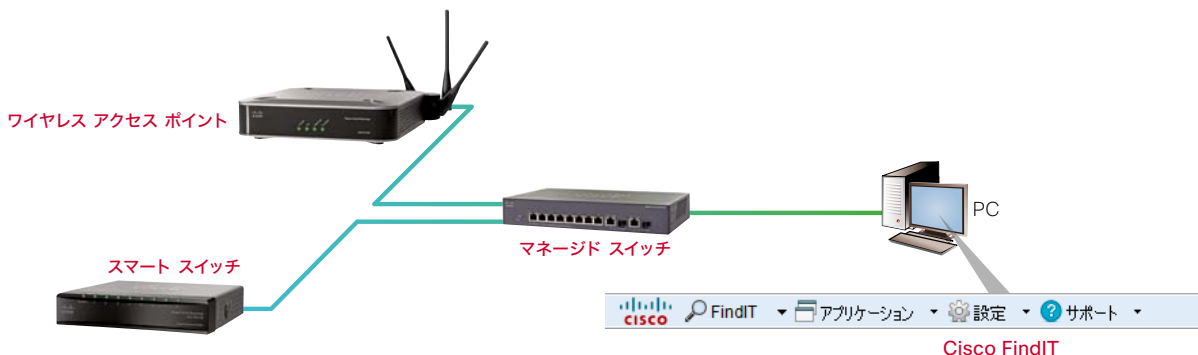 ワイヤレス アクセス ポイント
PC
マネージド スイッチ
スマート スイッチ
CISCO FindIT アプリケーション 設定 ? サポート
Cisco FindIT